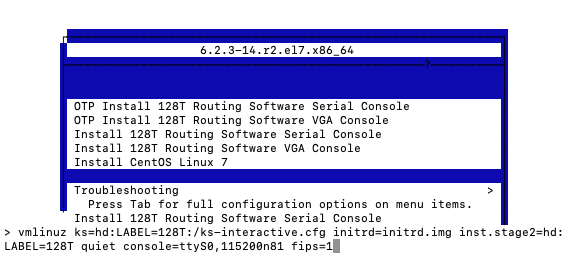 6.2.3-14.r2.el7.x86_64
OTP Install 128T Routing Software Serial Console
OTP Install 128T Routing Software VGA Console
Install 128T Routing Software Serial Console
Install 128T Routing Software VGA Console
Install CentOS Linux 7
Troubleshooting >
Press Tab for full configuration options on menu items.
Install 128T Routing Software Serial Console
> vmlinuz ks=hd:LABEL=128T:/ks-interactive.cfg initrd=initrd.img inst.stage2=hd:
LABEL=128T quiet console=ttyS0,115200n81 fips=1